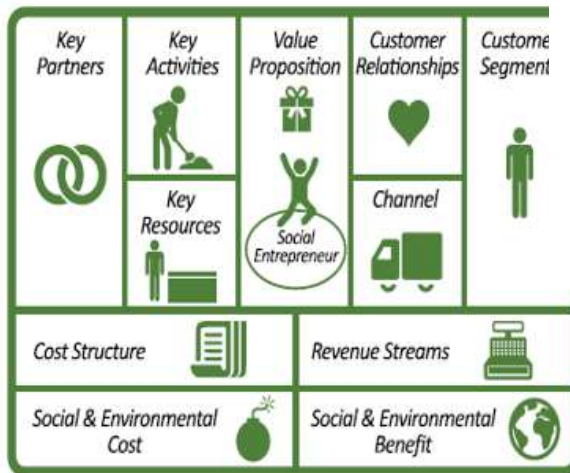 Key
Partners
Key
Activities
Value
Proposition
Customer
Relationships
Custome
Segment
Key
Resources
Social
Entrepreneur
Channel
Cost Structure
Revenue Streams
Social & Environmental
Cost
Social & Environmental
Benefit